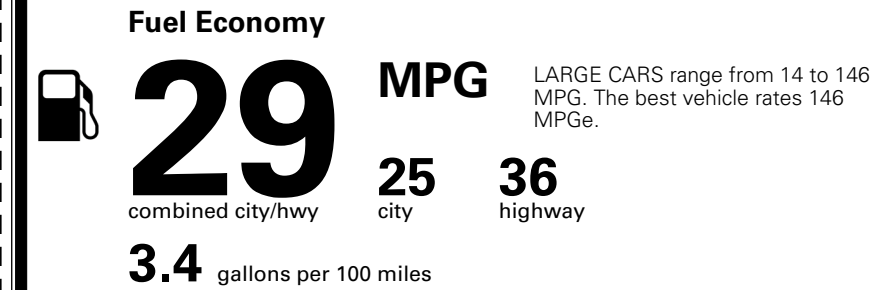 Fuel Economy
29 MPG
LARGE CARS range from 14 to 146
MPG. The best vehicle rates 146
MPGe.
25 36
combined city/hwy city highway
3.4 gallons per 100 miles